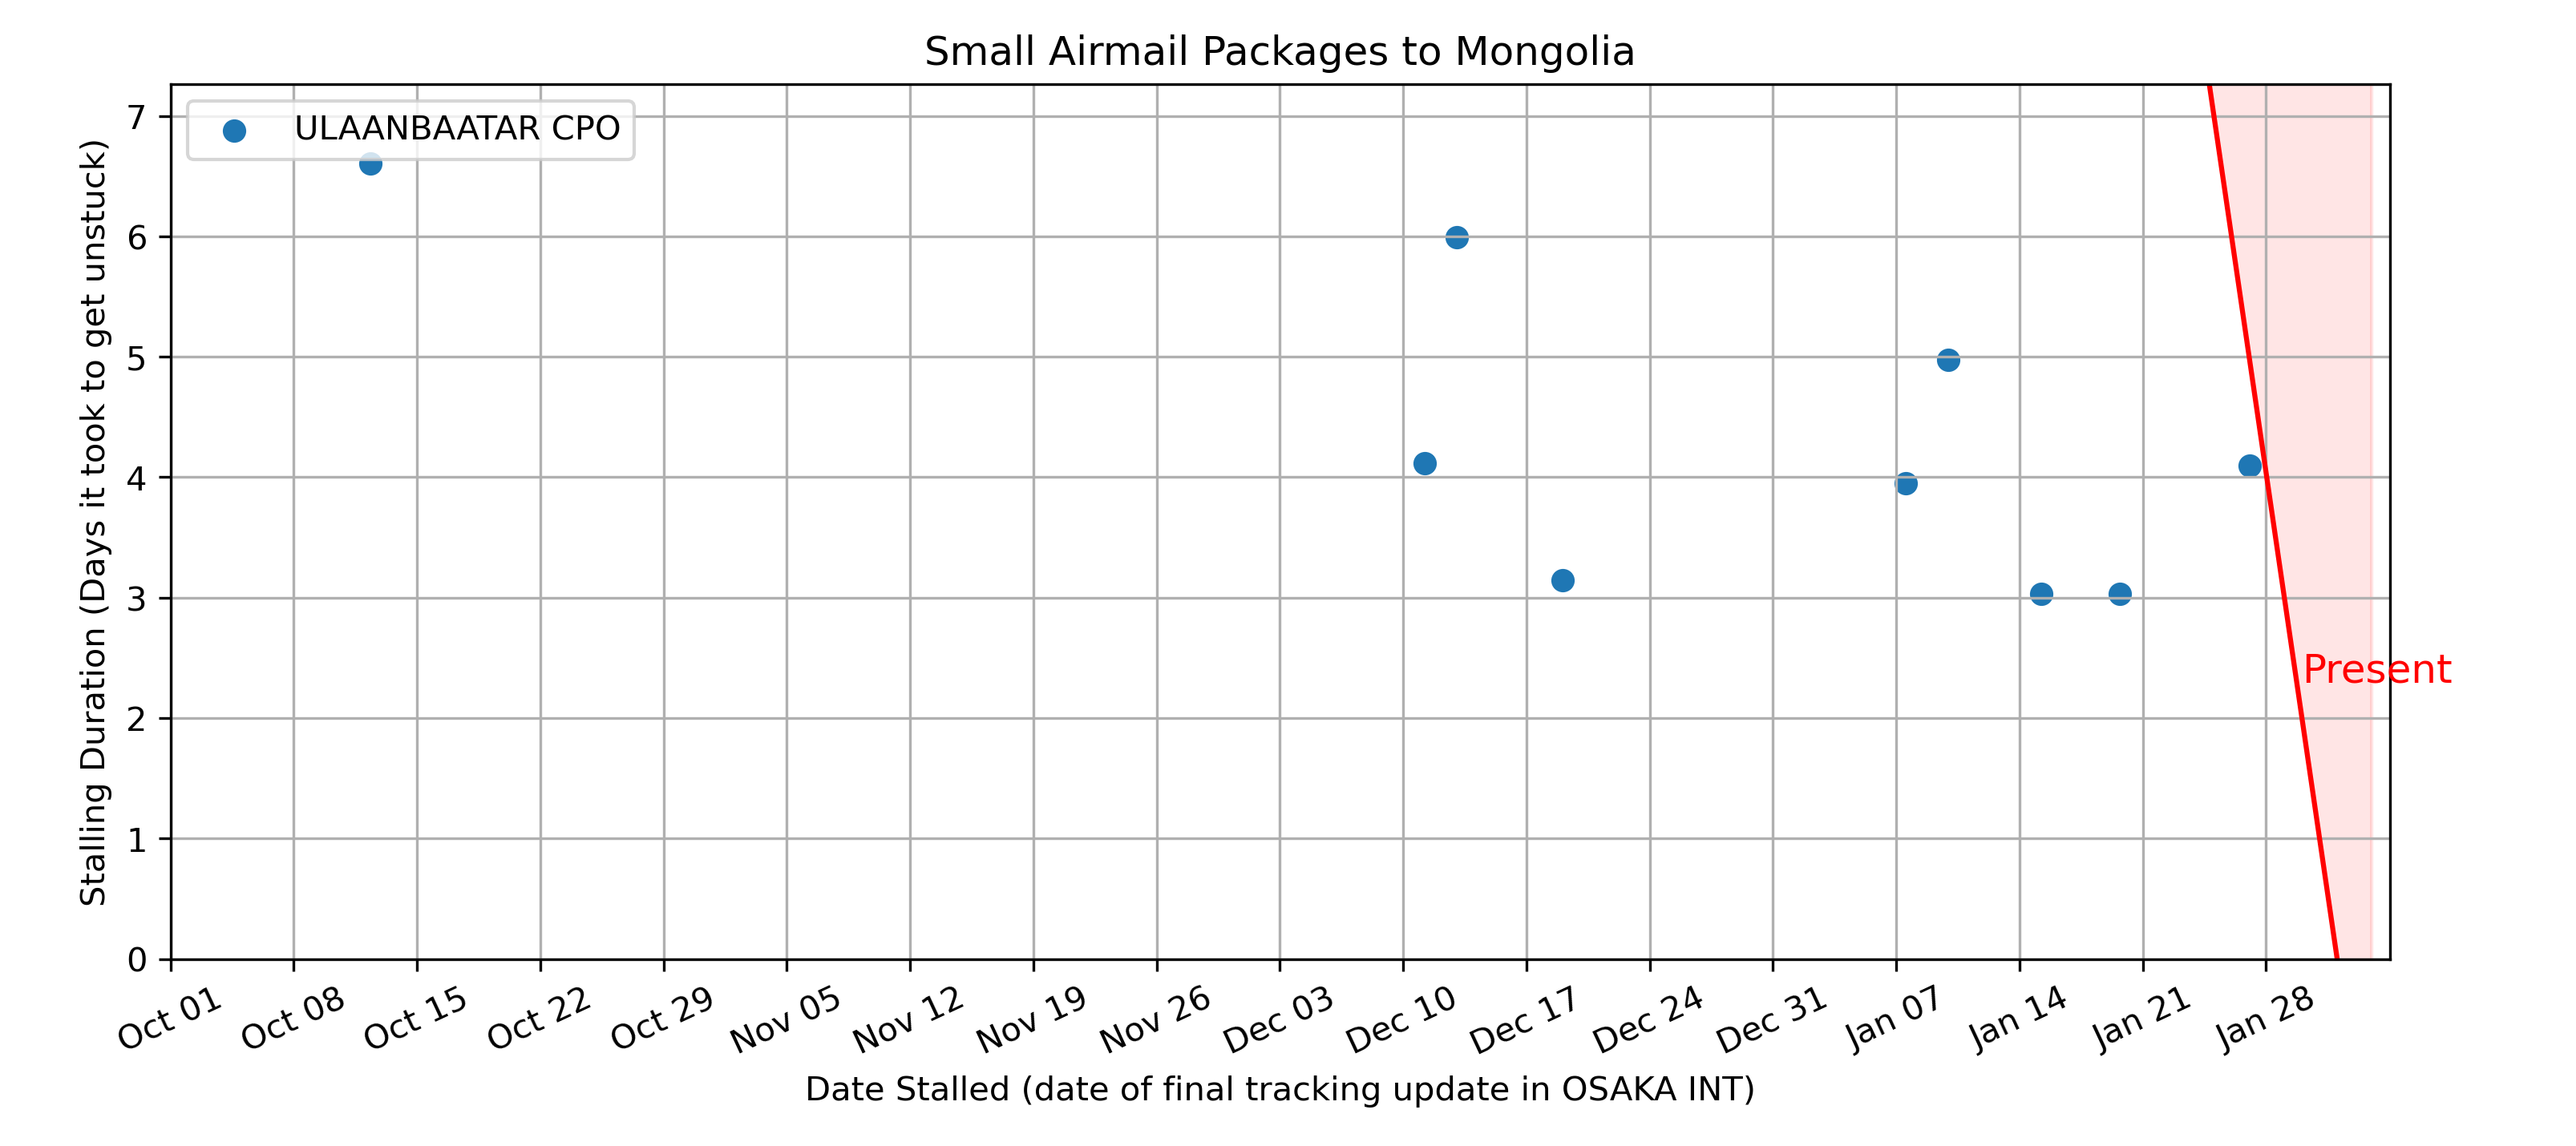 Small Airmail Packages to Mongolia
ULAANBAATAR CPO
7
6
5
4
3
2
1
0
Stalling Duration (Days it took to get unstuck)
Present
Oct 01
Oct 08
Oct 15
Oct 22
Oct 29
Nov 05
Nov 12
Nov 19
Nov 26
Dec 03
Dec 10
Dec 17
Dec 24
Dec 31
Jan 07
Jan 14
Jan 21
Jan 28
Date Stalled (date of final tracking update in OSAKA INT)